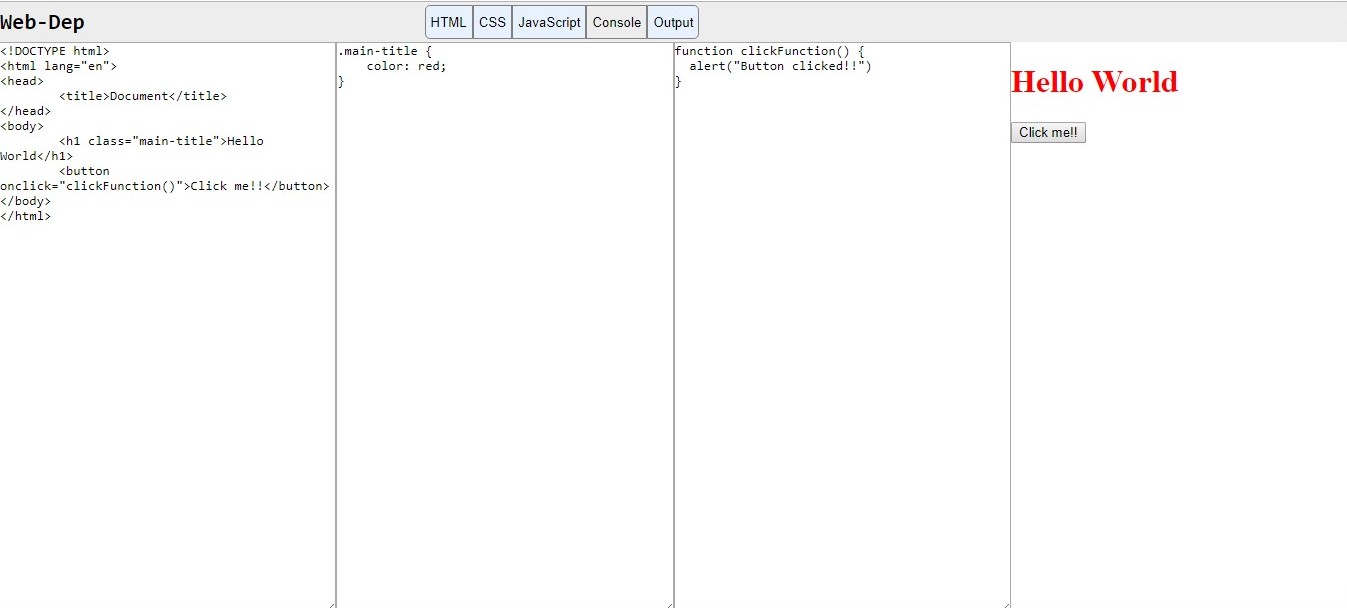 Web-Dep
HTML CSS JavaScript Console Output
<!DOCTYPE html>
<html lang="en">
<head>
<title>Document</title>
</head>
<body>
<h1 class="main-title">Hello
World</h1>
<button
onclick="clickFunction()">Click me!!</button>
</body>
</html>
.main-title {
color: red;
}
function clickFunction() {
alert("Button clicked!!")
}
Hello World
Click me!!